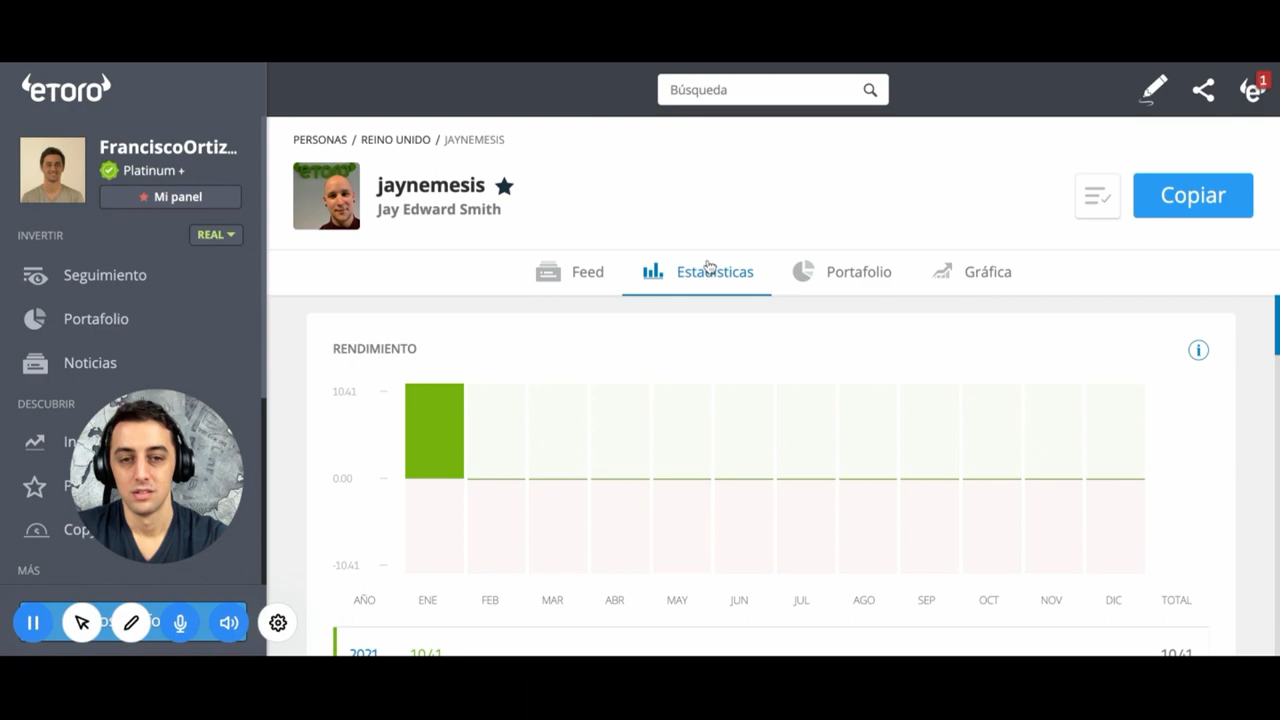 eToro
FranciscoOrtiz...
Platinum +
Mi panel
INVERTIR
REAL
Seguimiento
Portafolio
Noticias
DESCUBRIR
MÁS
Búsqueda
1
PERSONAS / REINO UNIDO / JAYNEMESIS
eToro
jaynemesis
Jay Edward Smith
Copiar
Feed
Estadísticas
Portafolio
Gráfica
RENDIMIENTO
10.41
0.00
-10.41
AÑO ENE FEB MAR ABR MAY JUN JUL AGO SEP OCT NOV DIC TOTAL
2021 10.41 10.41